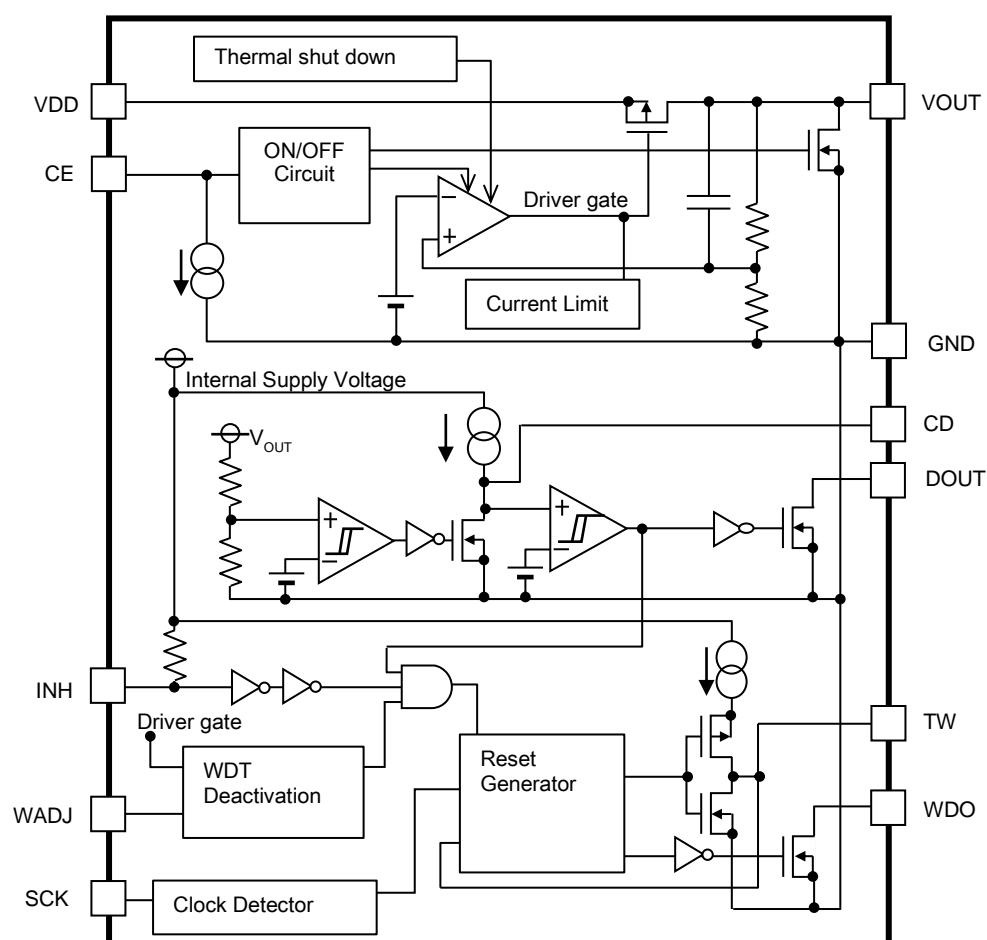 Thermal shut down
VDD
VOUT
CE
ON/OFF
Circuit
Driver gate
−
+
Current Limit
GND
Internal Supply Voltage
CD
VOUT
DOUT
+
−
+
−
INH
Driver gate
TW
WDT
Deactivation
Reset
Generator
WADJ
WDO
SCK
Clock Detector